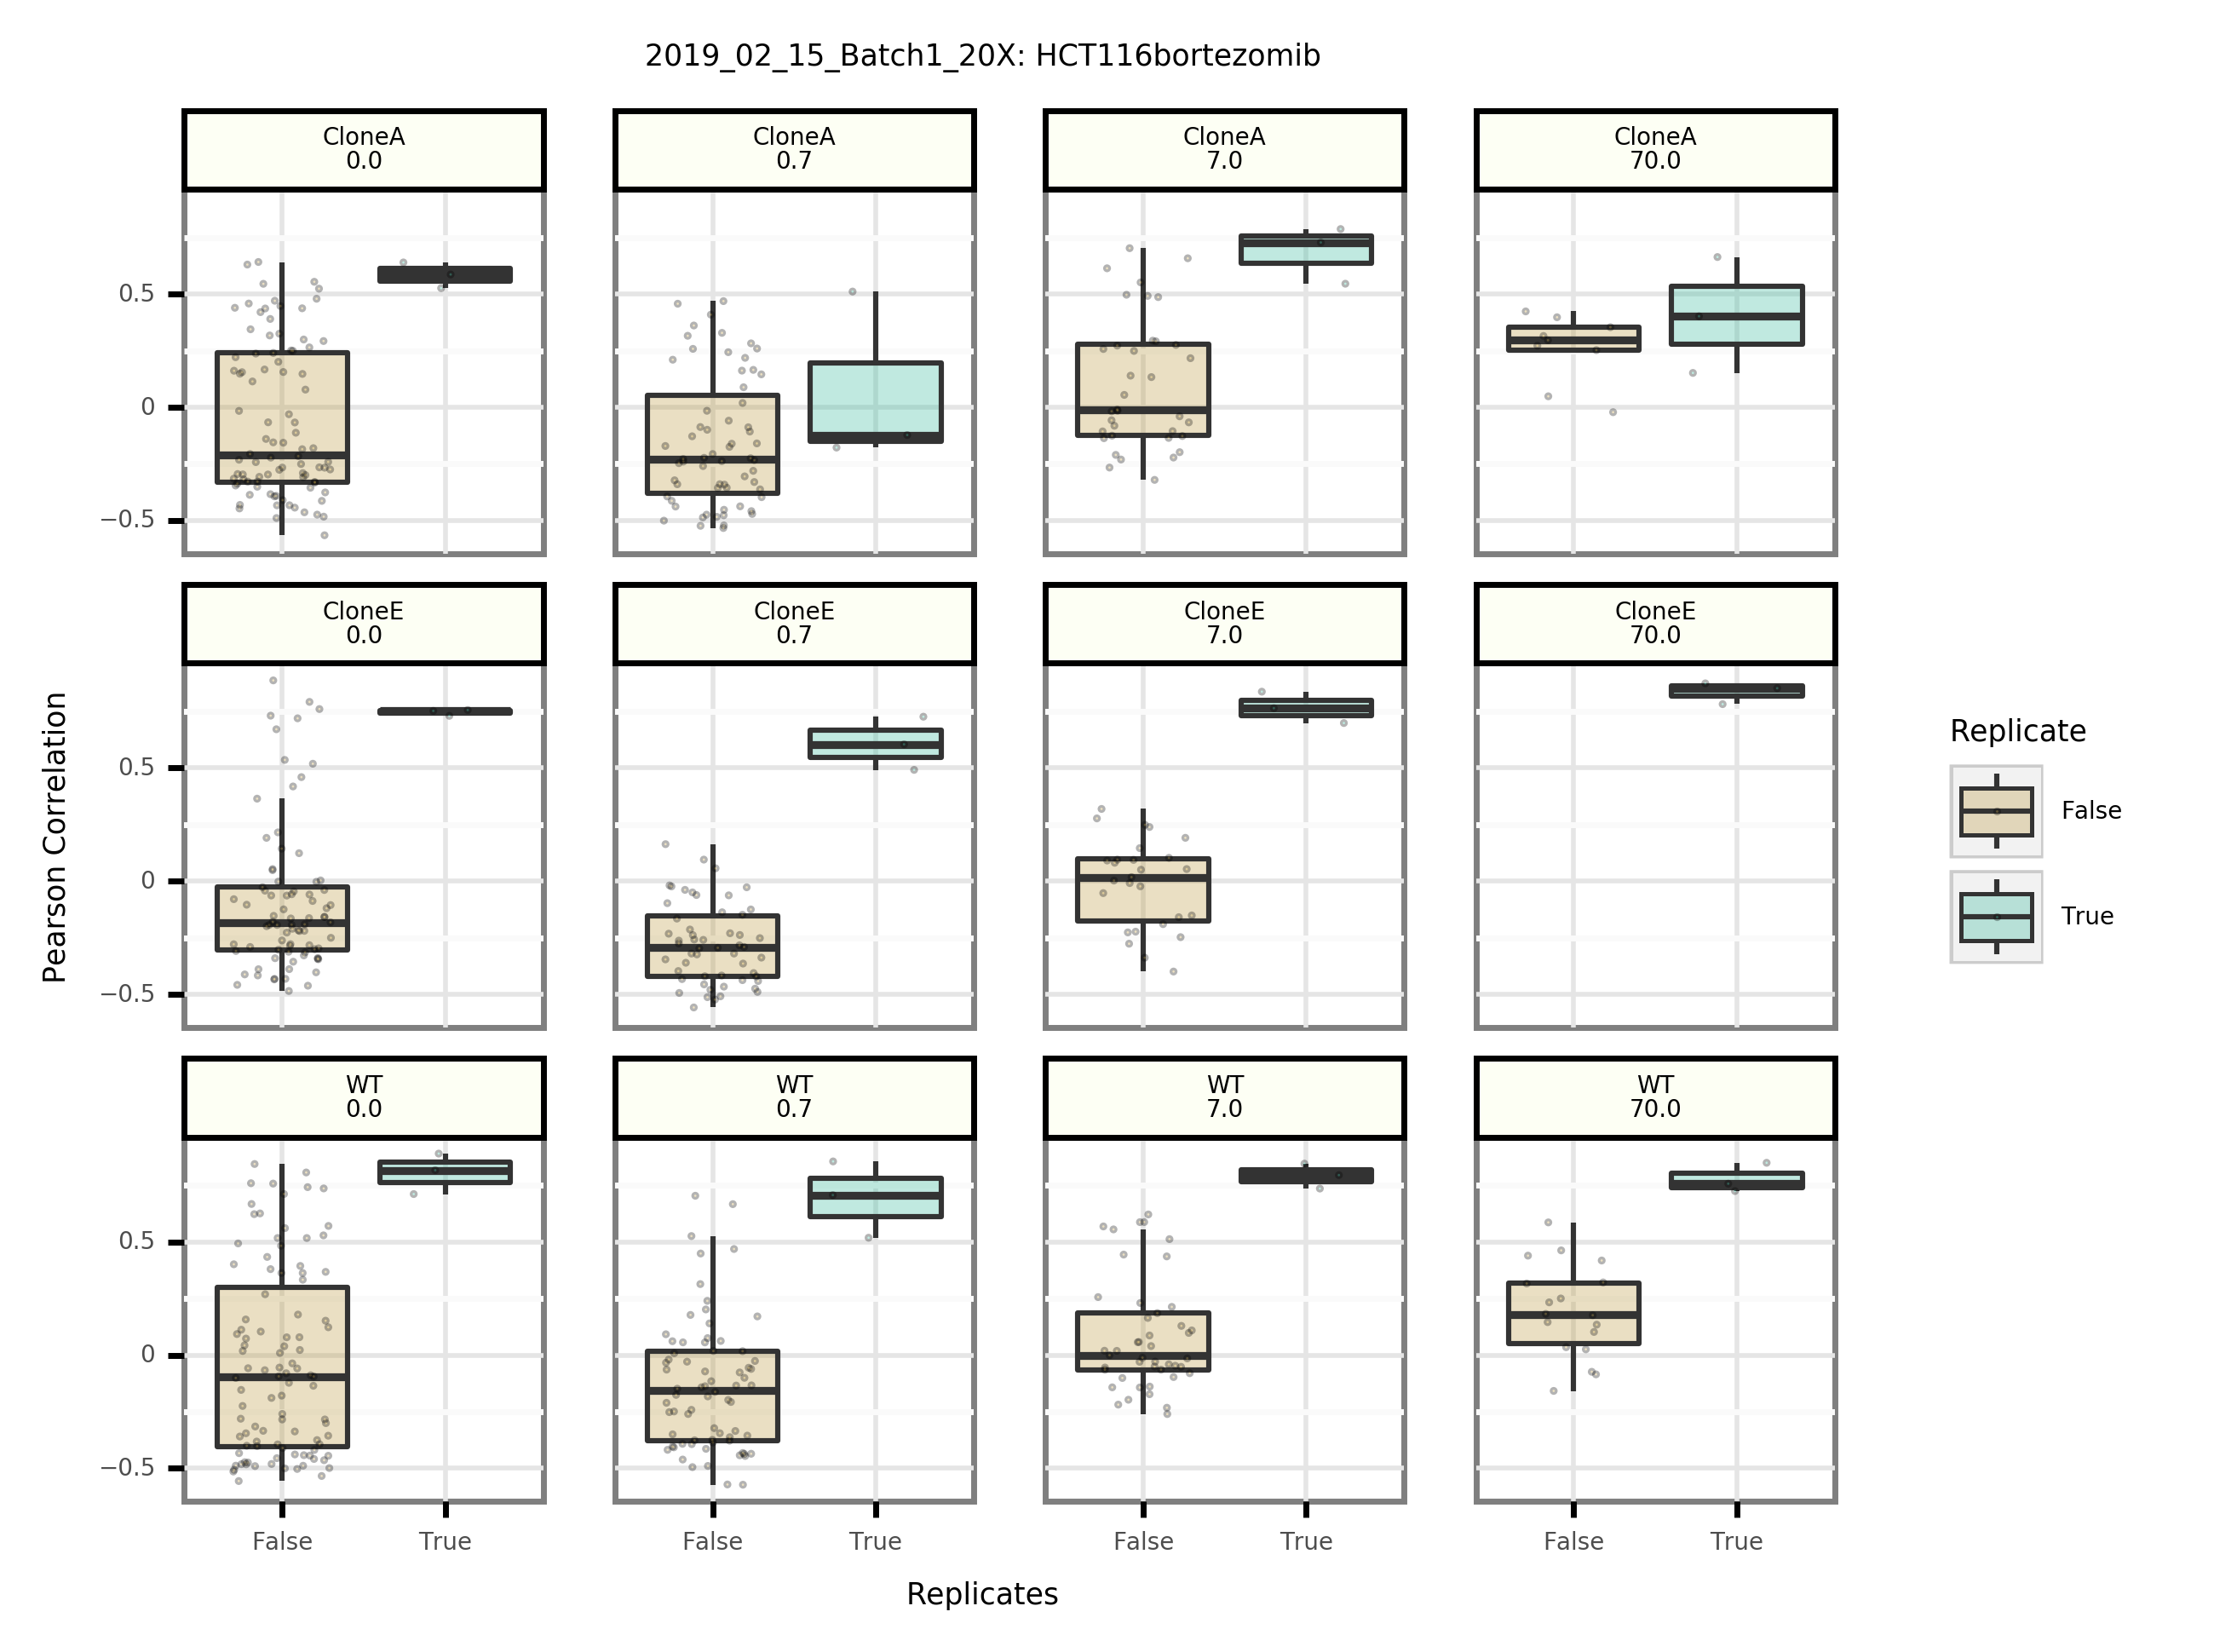 2019_02_15_Batch1_20X: HCT116bortezomib
CloneA
0.0
CloneA
0.7
CloneA
7.0
CloneA
70.0
0.5
0
−0.5
CloneE
0.0
CloneE
0.7
CloneE
7.0
CloneE
70.0
0.5
0
−0.5
WT
0.0
WT
0.7
WT
7.0
WT
70.0
0.5
0
−0.5
False
True
False
True
False
True
False
True
Replicates
Pearson Correlation
Replicate
False
True